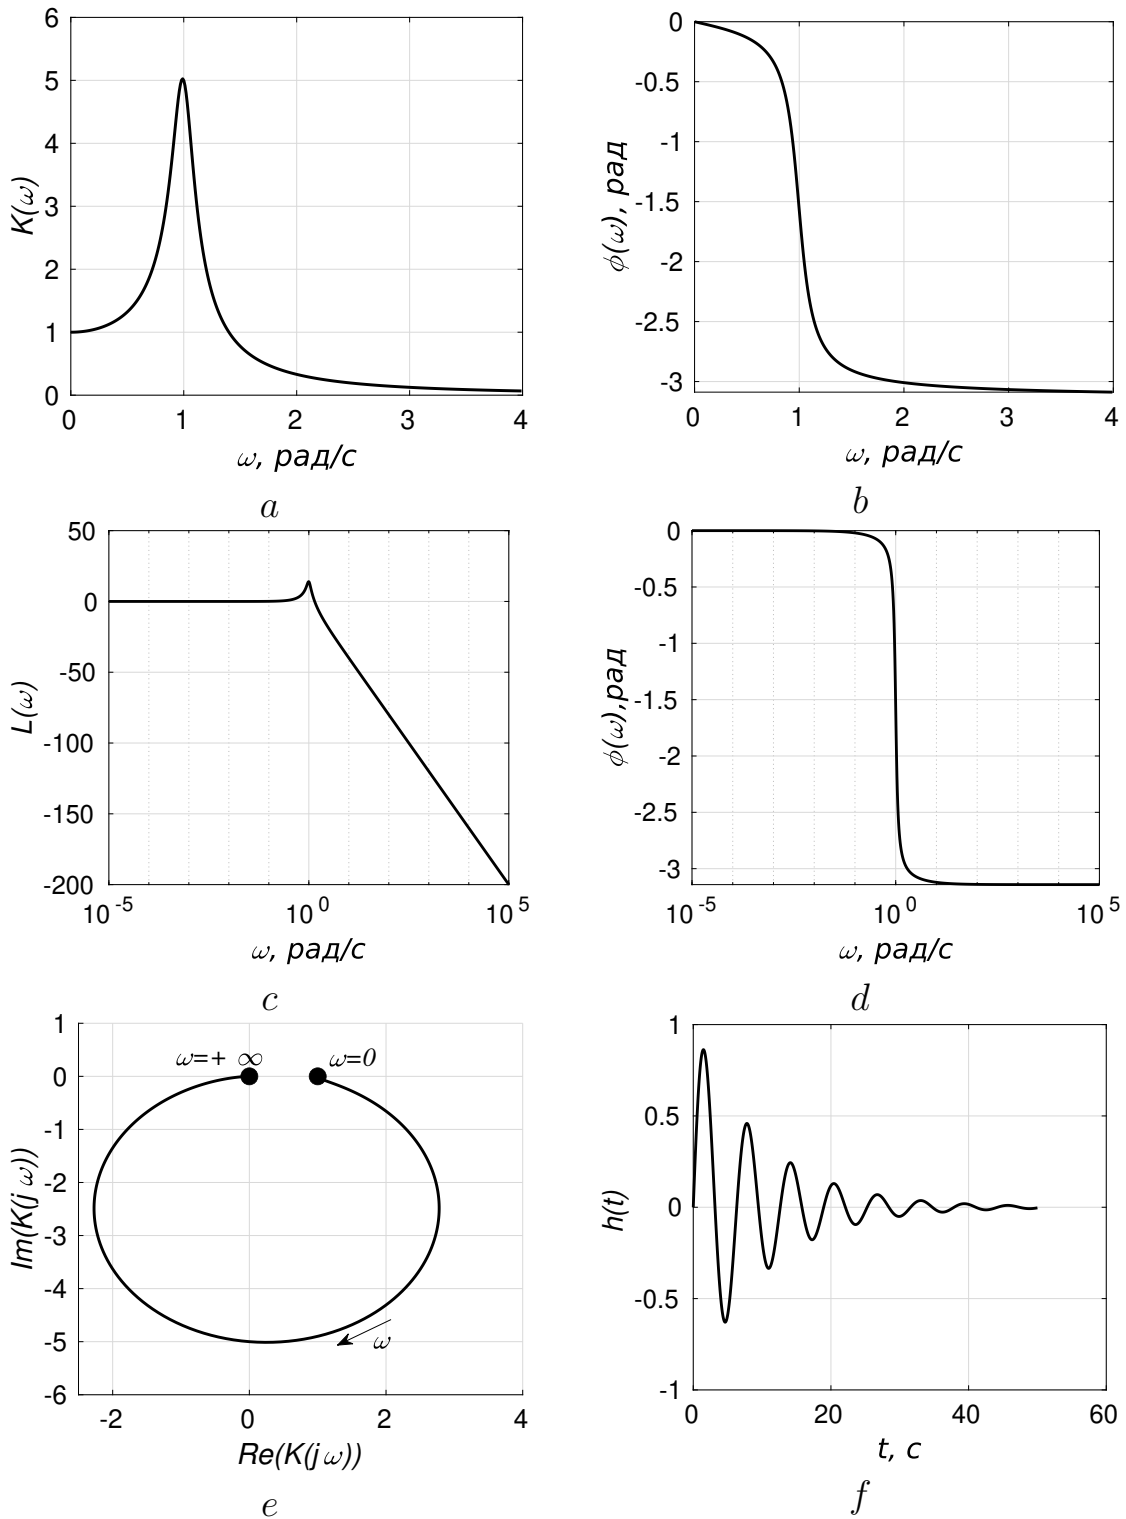 6
5
4
3
2
1
0
K(ω)
0 1 2 3 4
ω, рад/с
a
0
-0.5
-1
-1.5
-2
-2.5
-3
ϕ(ω), рад
0 1 2 3 4
ω, рад/с
b
50
0
-50
-100
-150
-200
L(ω)
10^-5 10^0 10^5
ω, рад/с
c
0
-0.5
-1
-1.5
-2
-2.5
-3
ϕ(ω),рад
10^-5 10^0 10^5
ω, рад/с
d
1
0
-1
-2
-3
-4
-5
-6
Im(K(j ω))
ω=+ ∞
ω=0
ω
-2 0 2 4
Re(K(j ω))
e
1
0.5
0
-0.5
-1
h(t)
0 20 40 60
t, с
f